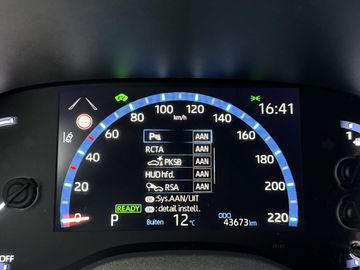 100 120 140
80 km/h 160
60 180
40 200
20 220
0
16:41
P AAN
RCTA AAN
PKSB AAN
HUD hfd. AAN
RSA AAN
:Sys.AAN/UIT
: detail instell.
READY
P
Buiten 12 °C
ODO 43673 km
OFF